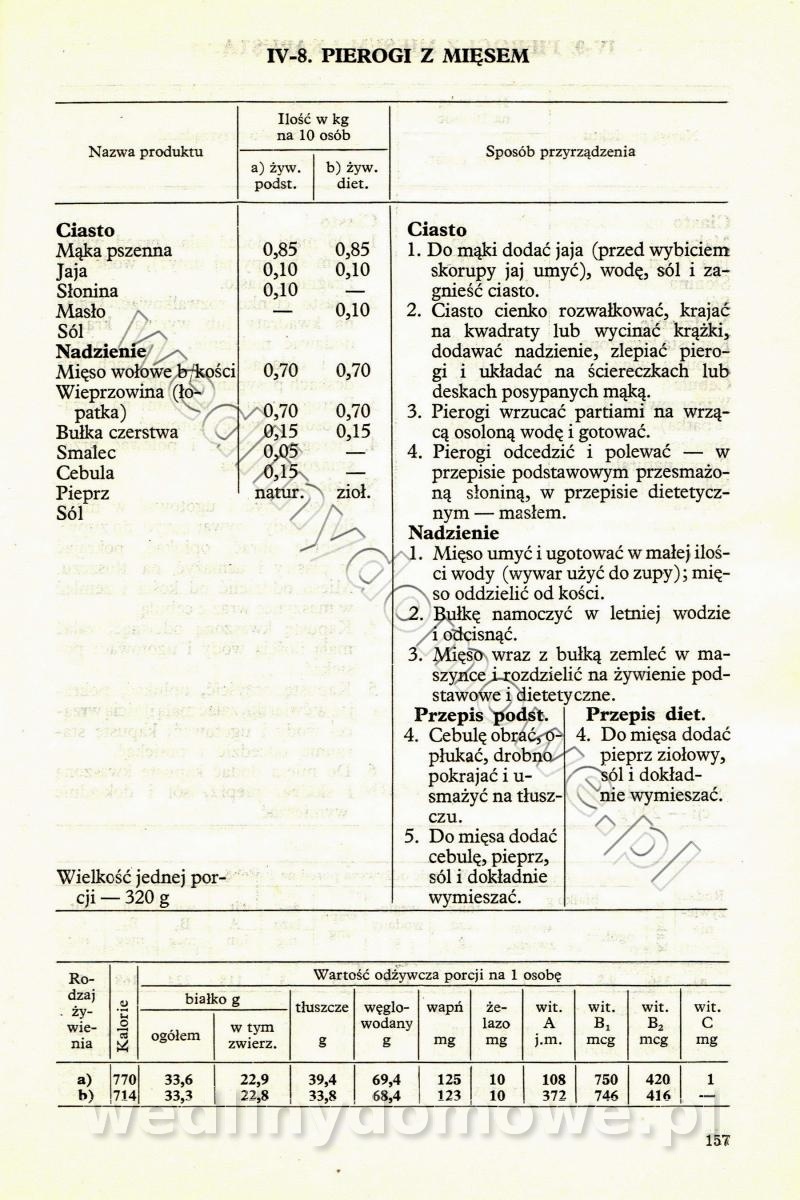 IV-8. PIEROGI Z MIĘSEM
Nazwa produktu
Ilość w kg
na 10 osób
a) żyw.
podst.
b) żyw.
diet.
Sposób przyrządzenia
Ciasto
Mąka pszenna 0,85 0,85
Jaja 0,10 0,10
Słonina 0,10 —
Masło — 0,10
Sól
Nadzienie
Mięso wołowe b/kości 0,70 0,70
Wieprzowina (ło-
patka) 0,70 0,70
Bułka czerstwa 0,15 0,15
Smalec 0,05 —
Cebula 0,15 —
Pieprz natur. zioł.
Sól
Wielkość jednej por-
cji — 320 g
Ciasto
1. Do mąki dodać jaja (przed wybiciem
skorupy jaj umyć), wodę, sól i za-
gnieść ciasto.
2. Ciasto cienko rozwałkować, krajać
na kwadraty lub wycinać krążki,
dodawać nadzienie, zlepiać piero-
gi i układać na ściereczkach lub
deskach posypanych mąką.
3. Pierogi wrzucać partiami na wrzą-
cą osoloną wodę i gotować.
4. Pierogi odcedzić i polewać — w
przepisie podstawowym przesmażo-
ną słoniną, w przepisie dietetycz-
nym — masłem.
Nadzienie
1. Mięso umyć i ugotować w małej iloś-
ci wody (wywar użyć do zupy); mię-
so oddzielić od kości.
2. Bułkę namoczyć w letniej wodzie
i odcisnąć.
3. Mięso wraz z bułką zemleć w ma-
szynce i rozdzielić na żywienie pod-
stawowe i dietetyczne.
Przepis podst.
4. Cebulę obrać, o-
płukać, drobno
pokrajać i u-
smażyć na tłusz-
czu.
5. Do mięsa dodać
cebulę, pieprz,
sól i dokładnie
wymieszać.
Przepis diet.
4. Do mięsa dodać
pieprz ziołowy,
sól i dokład-
nie wymieszać.
Ro-
dzaj
ży-
wie-
nia
Kalorie
Wartość odżywcza porcji na 1 osobę
białko g
ogółem
w tym
zwierz.
tłuszcze
g
węglo-
wodany
g
wapń
mg
że-
lazo
mg
wit.
A
j.m.
wit.
B₁
mcg
wit.
B₂
mcg
wit.
C
mg
a) 770 33,6 22,9 39,4 69,4 125 10 108 750 420 1
b) 714 33,3 22,8 33,8 68,4 123 10 372 746 416 —
wedlinydomowe.pl
157
wedlinydomowe.pl